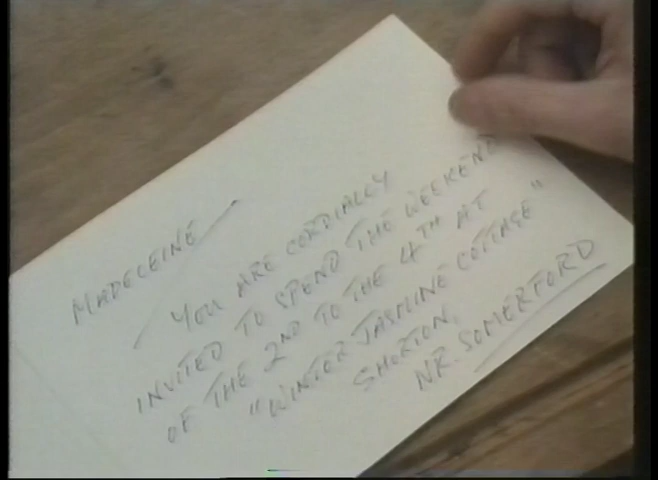 MADELEINE
YOU ARE CORDIALLY
INVITED TO SPEND THE WEEKEND
OF THE 2ND TO THE 4TH AT
"WINTER JASMINE COTTAGE"
SHORTON,
NR. SOMERFORD